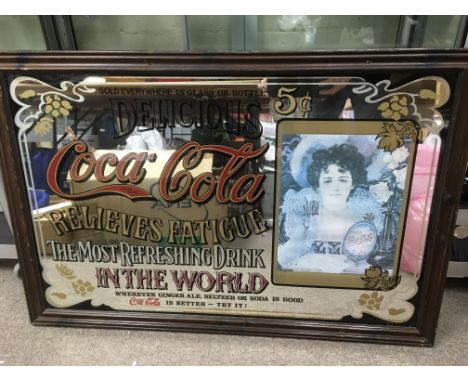 SOLD EVERYWHERE IN GLASS OR BOTTLE
5¢
DELICIOUS
Coca-Cola
RELIEVES FATIGUE
THE MOST REFRESHING DRINK
IN THE WORLD
WHEREVER GINGER ALE, SELTZER OR SODA IS GOOD
Coca-Cola IS BETTER - TRY IT!